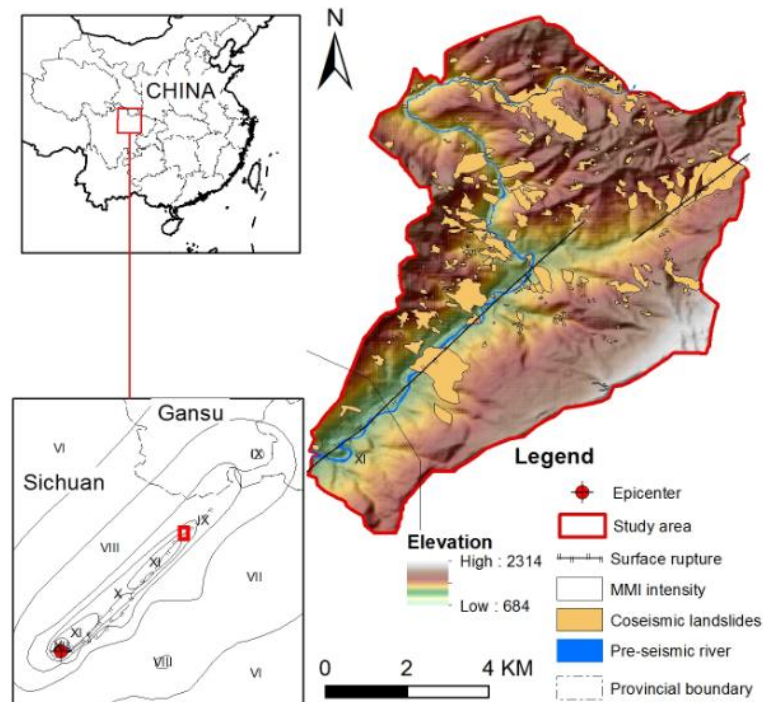 CHINA
N
Gansu
Sichuan
VI
IX
IX
VIII
XI
X
VII
XI
VIII
VI
XI
Legend
Epicenter
Study area
Surface rupture
MMI intensity
Coseismic landslides
Pre-seismic river
Provincial boundary
Elevation
High : 2314
Low : 684
0 2 4 KM